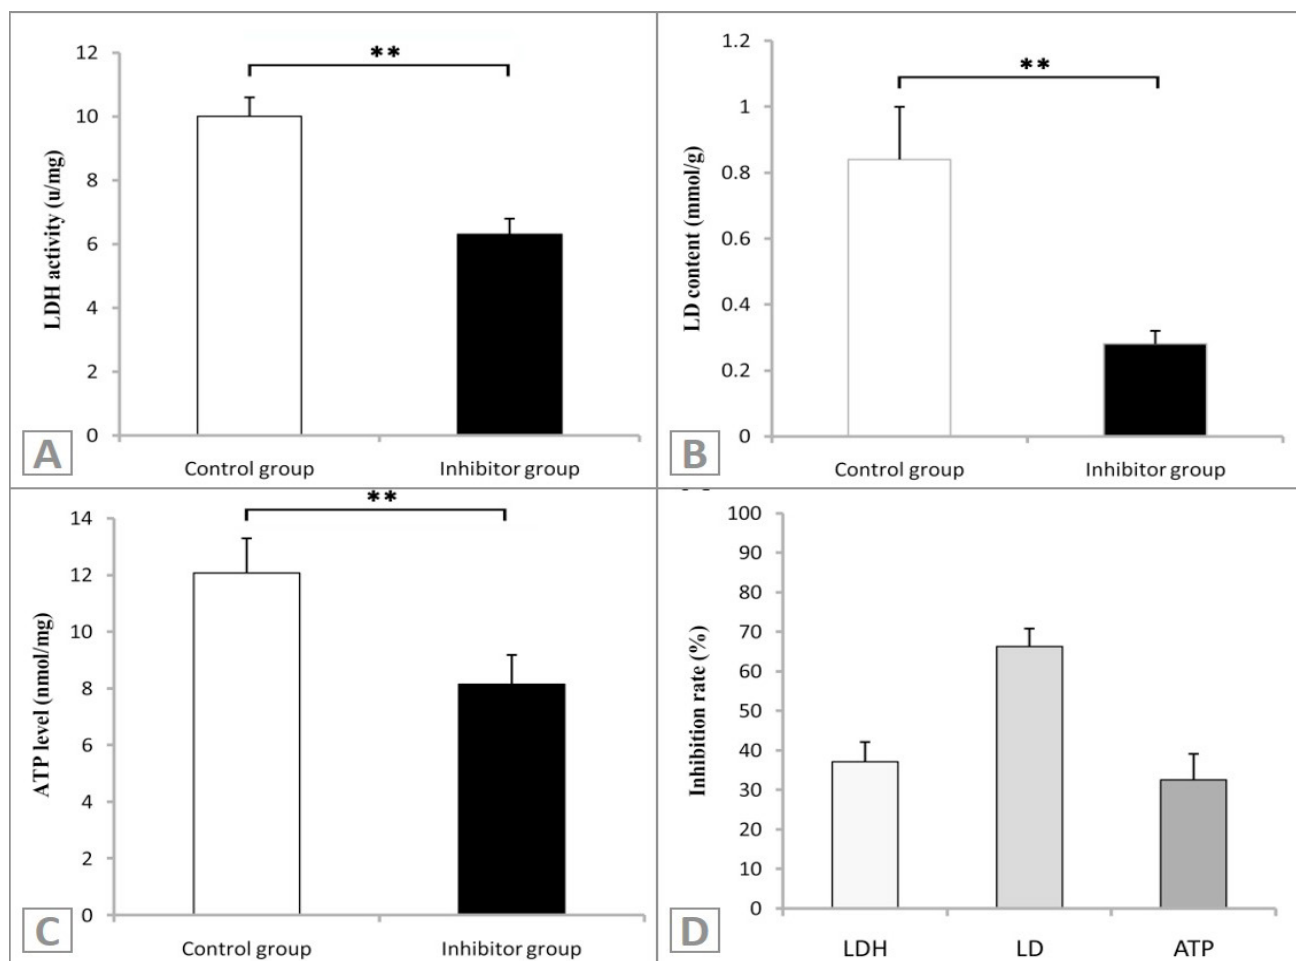 **
LDH activity (u/mg)
12
10
8
6
4
2
0
Control group
Inhibitor group
A
**
LD content (mmol/g)
1.2
1
0.8
0.6
0.4
0.2
0
Control group
Inhibitor group
B
**
ATP level (nmol/mg)
14
12
10
8
6
4
2
0
Control group
Inhibitor group
C
Inhibition rate (%)
100
90
80
70
60
50
40
30
20
10
0
LDH
LD
ATP
D